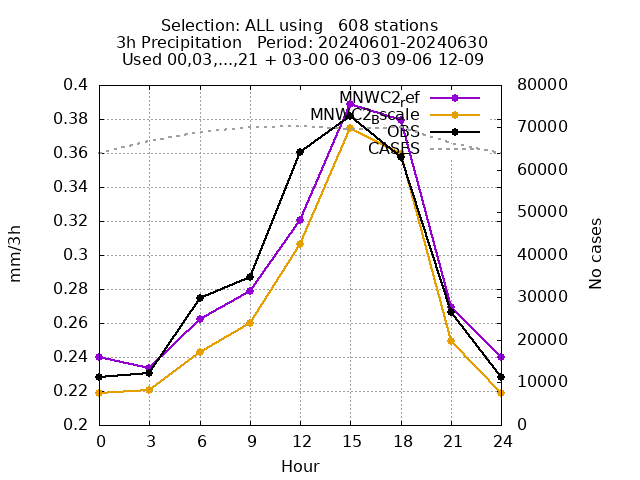 Selection: ALL using   608 stations
3h Precipitation   Period: 20240601-20240630
Used 00,03,...,21 + 03-00 06-03 09-06 12-09
0.4
0.38
0.36
0.34
0.32
0.3
0.28
0.26
0.24
0.22
0.2
mm/3h
MNWC2ref
MNWC2Bscale
OBS
CASES
80000
70000
60000
50000
40000
30000
20000
10000
0
No cases
0 3 6 9 12 15 18 21 24
Hour